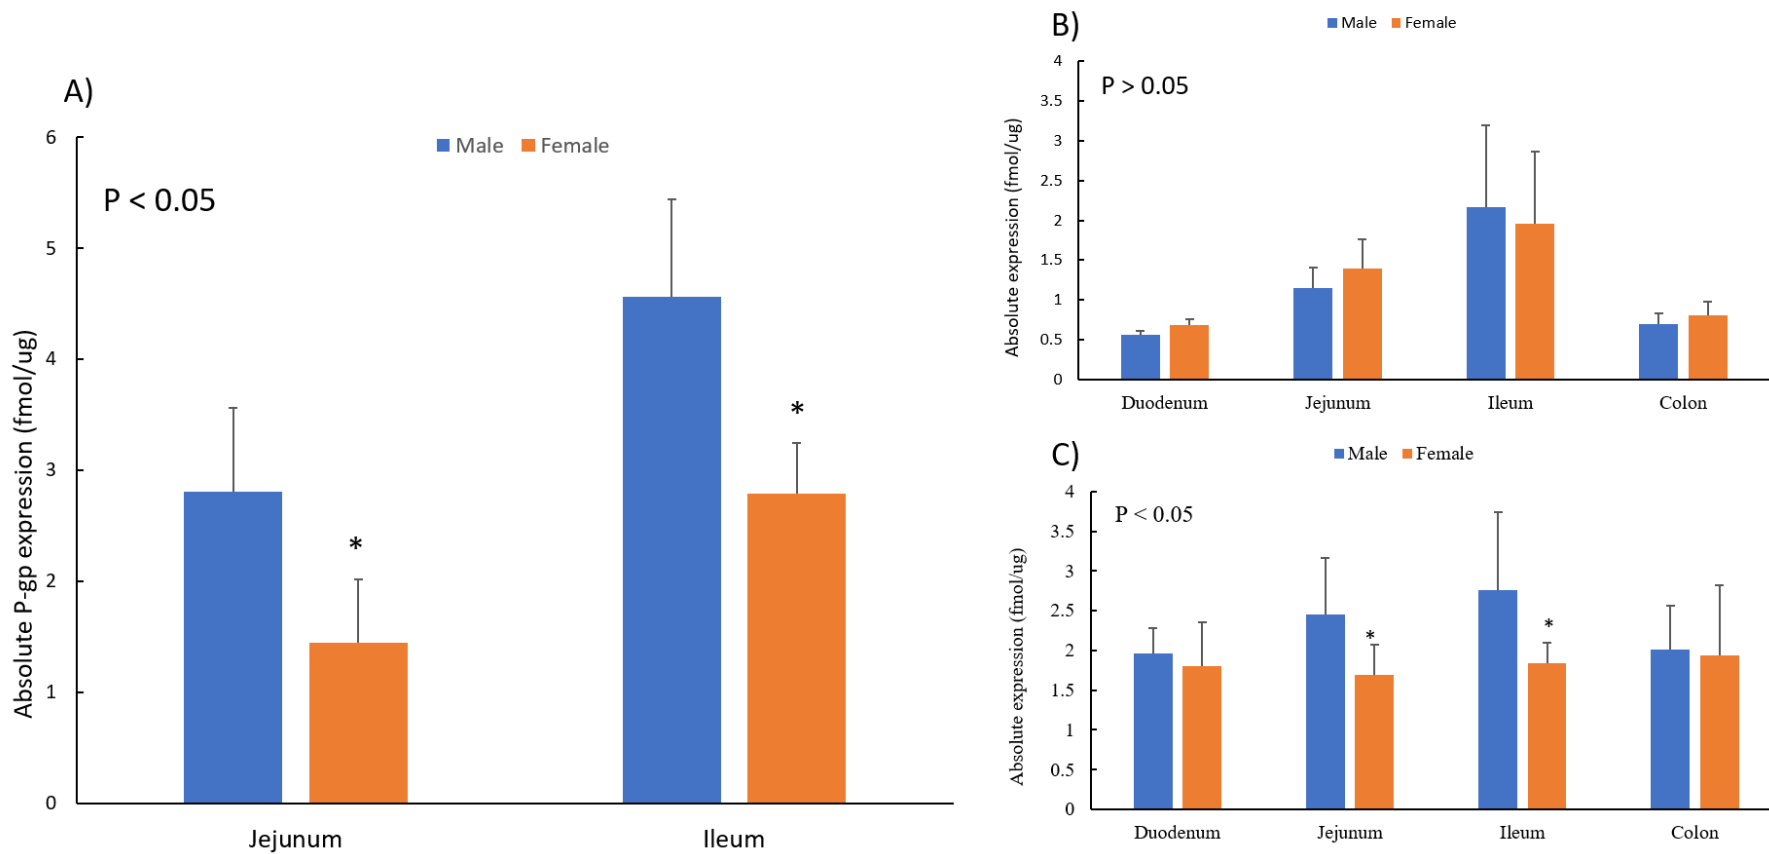 A)
Male Female
P < 0.05
Absolute P-gp expression (fmol/ug)
6
5
4
3
2
1
0
*
*
Jejunum Ileum
B)
Male Female
P > 0.05
Absolute expression (fmol/ug)
4
3.5
3
2.5
2
1.5
1
0.5
0
Duodenum Jejunum Ileum Colon
C)
Male Female
P < 0.05
Absolute expression (fmol/ug)
4
3.5
3
2.5
2
1.5
1
0.5
0
*
*
Duodenum Jejunum Ileum Colon